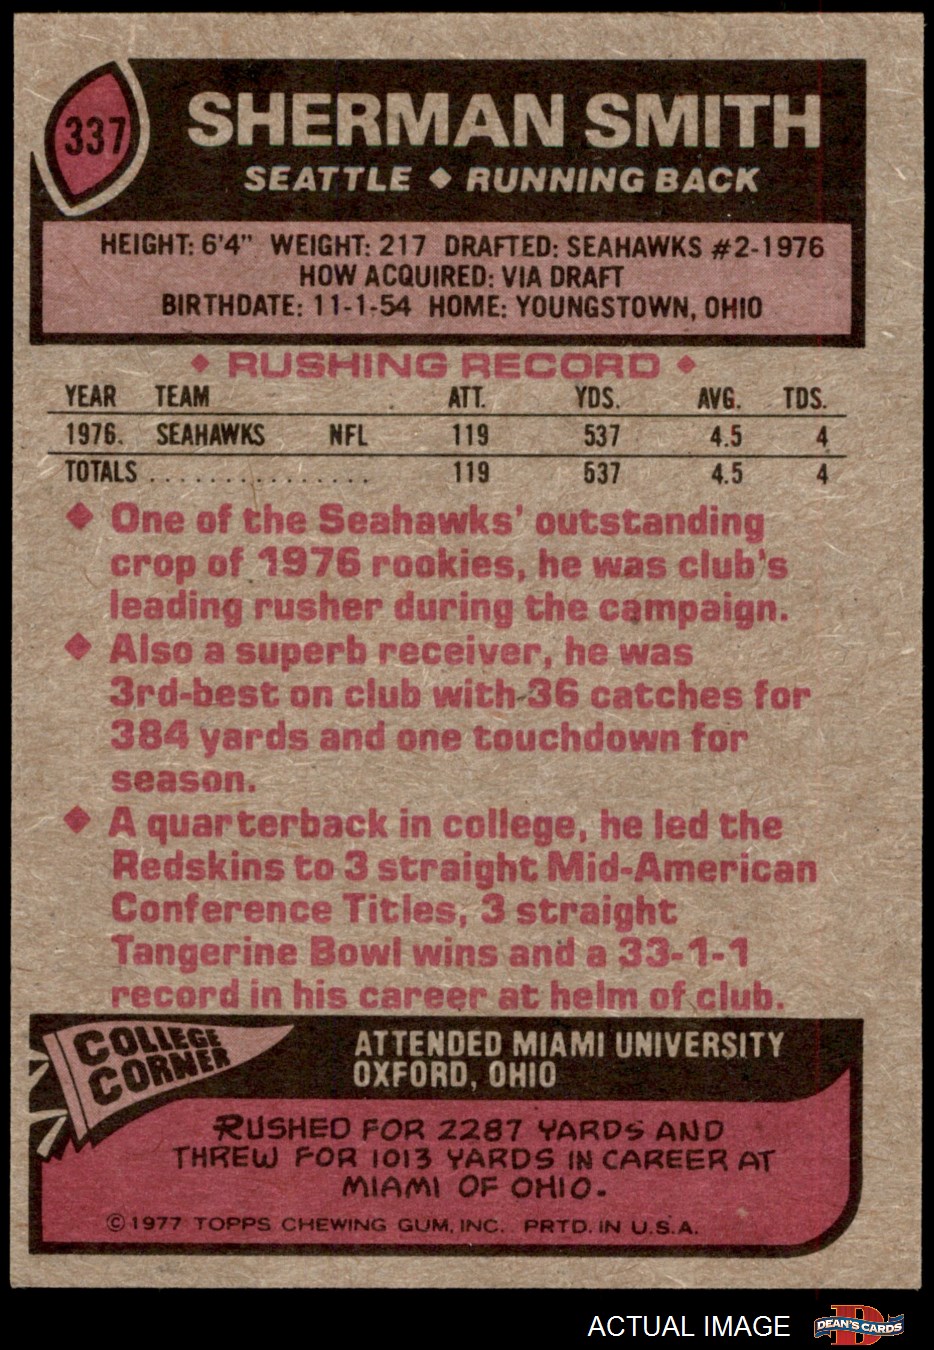 337
SHERMAN SMITH
SEATTLE ◆ RUNNING BACK
HEIGHT: 6'4" WEIGHT: 217 DRAFTED: SEAHAWKS #2-1976
HOW ACQUIRED: VIA DRAFT
BIRTHDATE: 11-1-54 HOME: YOUNGSTOWN, OHIO
◆ RUSHING RECORD ◆
YEAR TEAM ATT. YDS. AVG. TDS.
1976. SEAHAWKS NFL 119 537 4.5 4
TOTALS . . . . . . . . . . . . . . . 119 537 4.5 4
◆ One of the Seahawks' outstanding
crop of 1976 rookies, he was club's
leading rusher during the campaign.
◆ Also a superb receiver, he was
3rd-best on club with 36 catches for
384 yards and one touchdown for
season.
◆ A quarterback in college, he led the
Redskins to 3 straight Mid-American
Conference Titles, 3 straight
Tangerine Bowl wins and a 33-1-1
record in his career at helm of club.
COLLEGE
CORNER
ATTENDED MIAMI UNIVERSITY
OXFORD, OHIO
RUSHED FOR 2287 YARDS AND
THREW FOR 1013 YARDS IN CAREER AT
MIAMI OF OHIO.
©1977 TOPPS CHEWING GUM, INC. PRTD. IN U.S.A.
ACTUAL IMAGE
D
DEAN'S CARDS